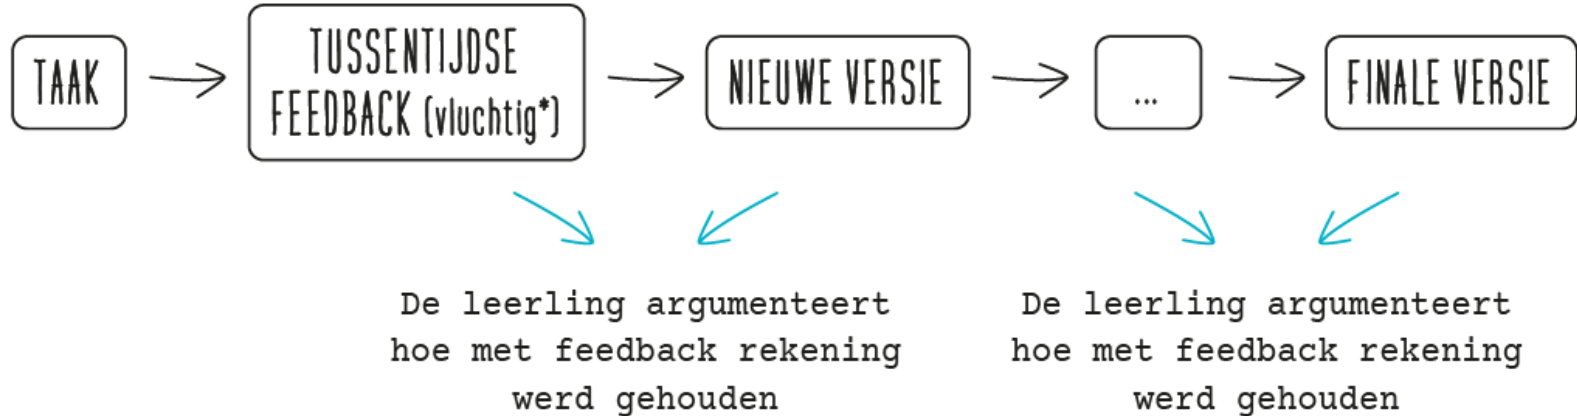 TAAK
TUSSENTIJDSE
FEEDBACK (vluchtig*)
NIEUWE VERSIE
...
FINALE VERSIE
De leerling argumenteert
hoe met feedback rekening
werd gehouden
De leerling argumenteert
hoe met feedback rekening
werd gehouden